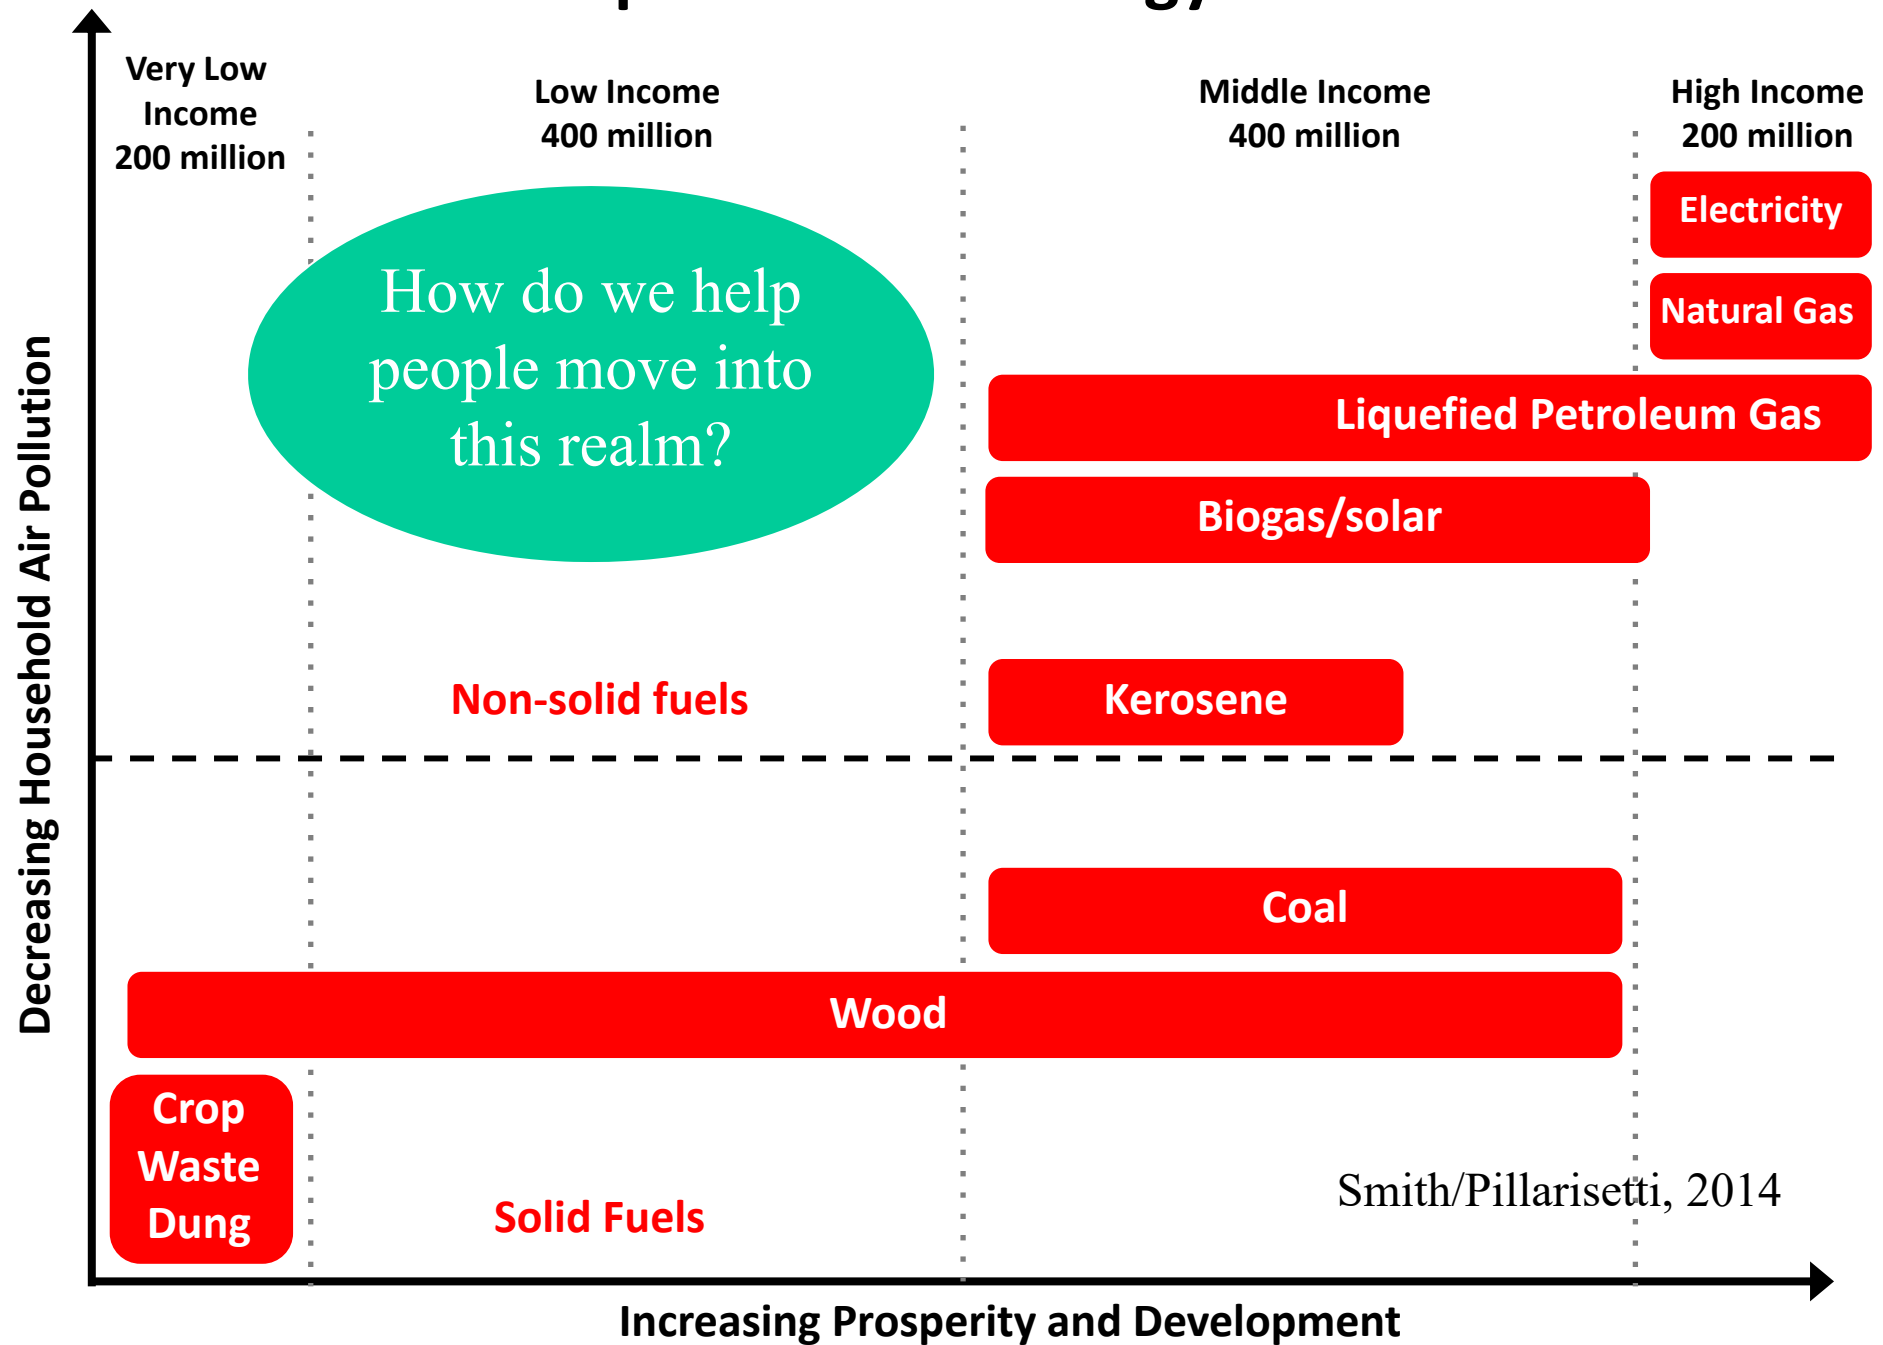 Very Low
Income
200 million
Low Income
400 million
Middle Income
400 million
High Income
200 million
Electricity
Natural Gas
How do we help
people move into
this realm?
Liquefied Petroleum Gas
Biogas/solar
Non-solid fuels
Kerosene
Decreasing Household Air Pollution
Coal
Wood
Crop
Waste
Dung
Solid Fuels
Smith/Pillarisetti, 2014
Increasing Prosperity and Development